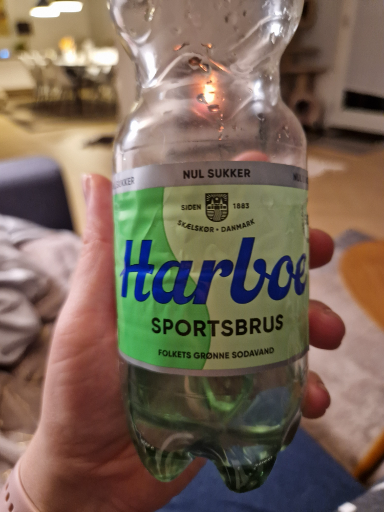 NUL SUKKER
SIDEN 1883
SKÆLSKØR • DANMARK
Harboe
SPORTSBRUS
FOLKETS GRØNNE SODAVAND